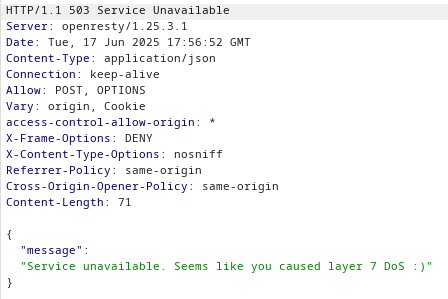 HTTP/1.1 503 Service Unavailable
Server: openresty/1.25.3.1
Date: Tue, 17 Jun 2025 17:56:52 GMT
Content-Type: application/json
Connection: keep-alive
Allow: POST, OPTIONS
Vary: origin, Cookie
access-control-allow-origin: *
X-Frame-Options: DENY
X-Content-Type-Options: nosniff
Referrer-Policy: same-origin
Cross-Origin-Opener-Policy: same-origin
Content-Length: 71

{
  "message":
  "Service unavailable. Seems like you caused layer 7 DoS :)"
}